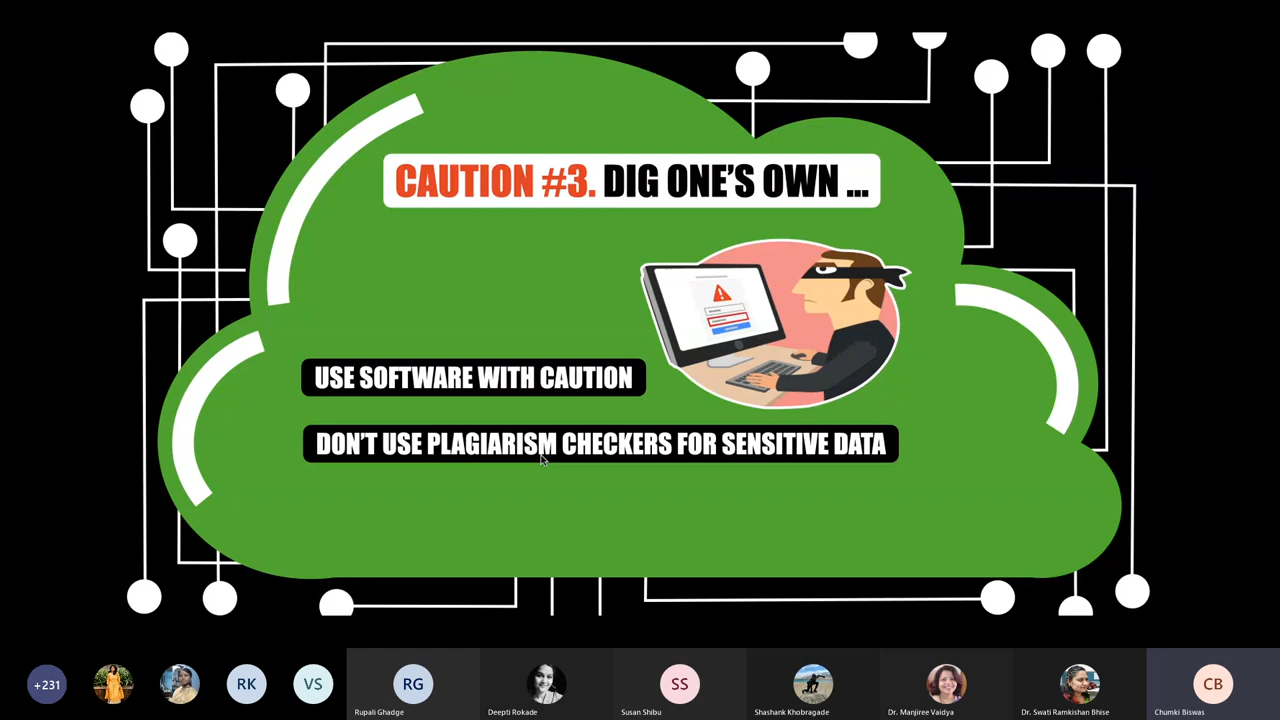 CAUTION #3. DIG ONE'S OWN ...
USE SOFTWARE WITH CAUTION
DON'T USE PLAGIARISM CHECKERS FOR SENSITIVE DATA
+231
RK
VS
RG
SS
CB
Rupali Ghadge
Deepti Rokade
Susan Shibu
Shashank Khobragade
Dr. Manjiree Vaidya
Dr. Swati Ramkishan Bhise
Chumki Biswas